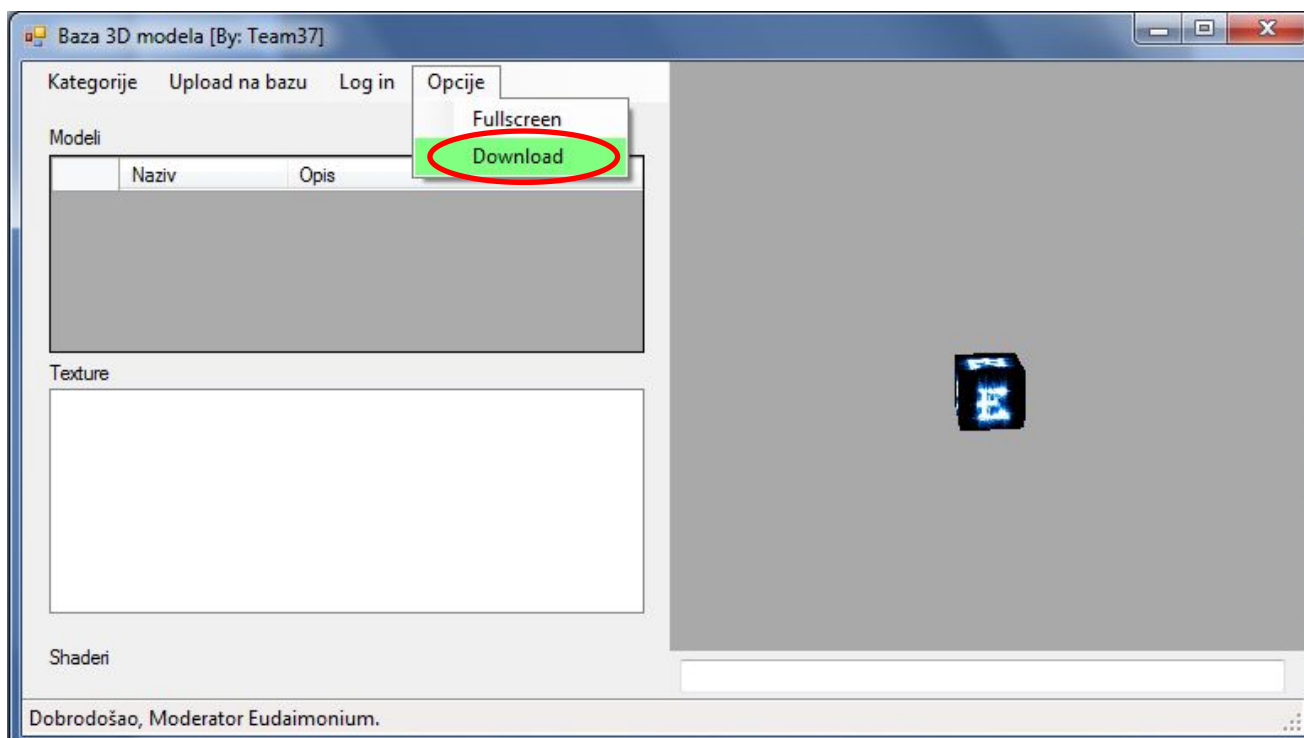 Baza 3D modela [By: Team37]
Kategorije Upload na bazu Log in Opcije
Fullscreen
Download
Modeli
Naziv Opis
Texture
E
Shaderi
Dobrodošao, Moderator Eudaimonium.